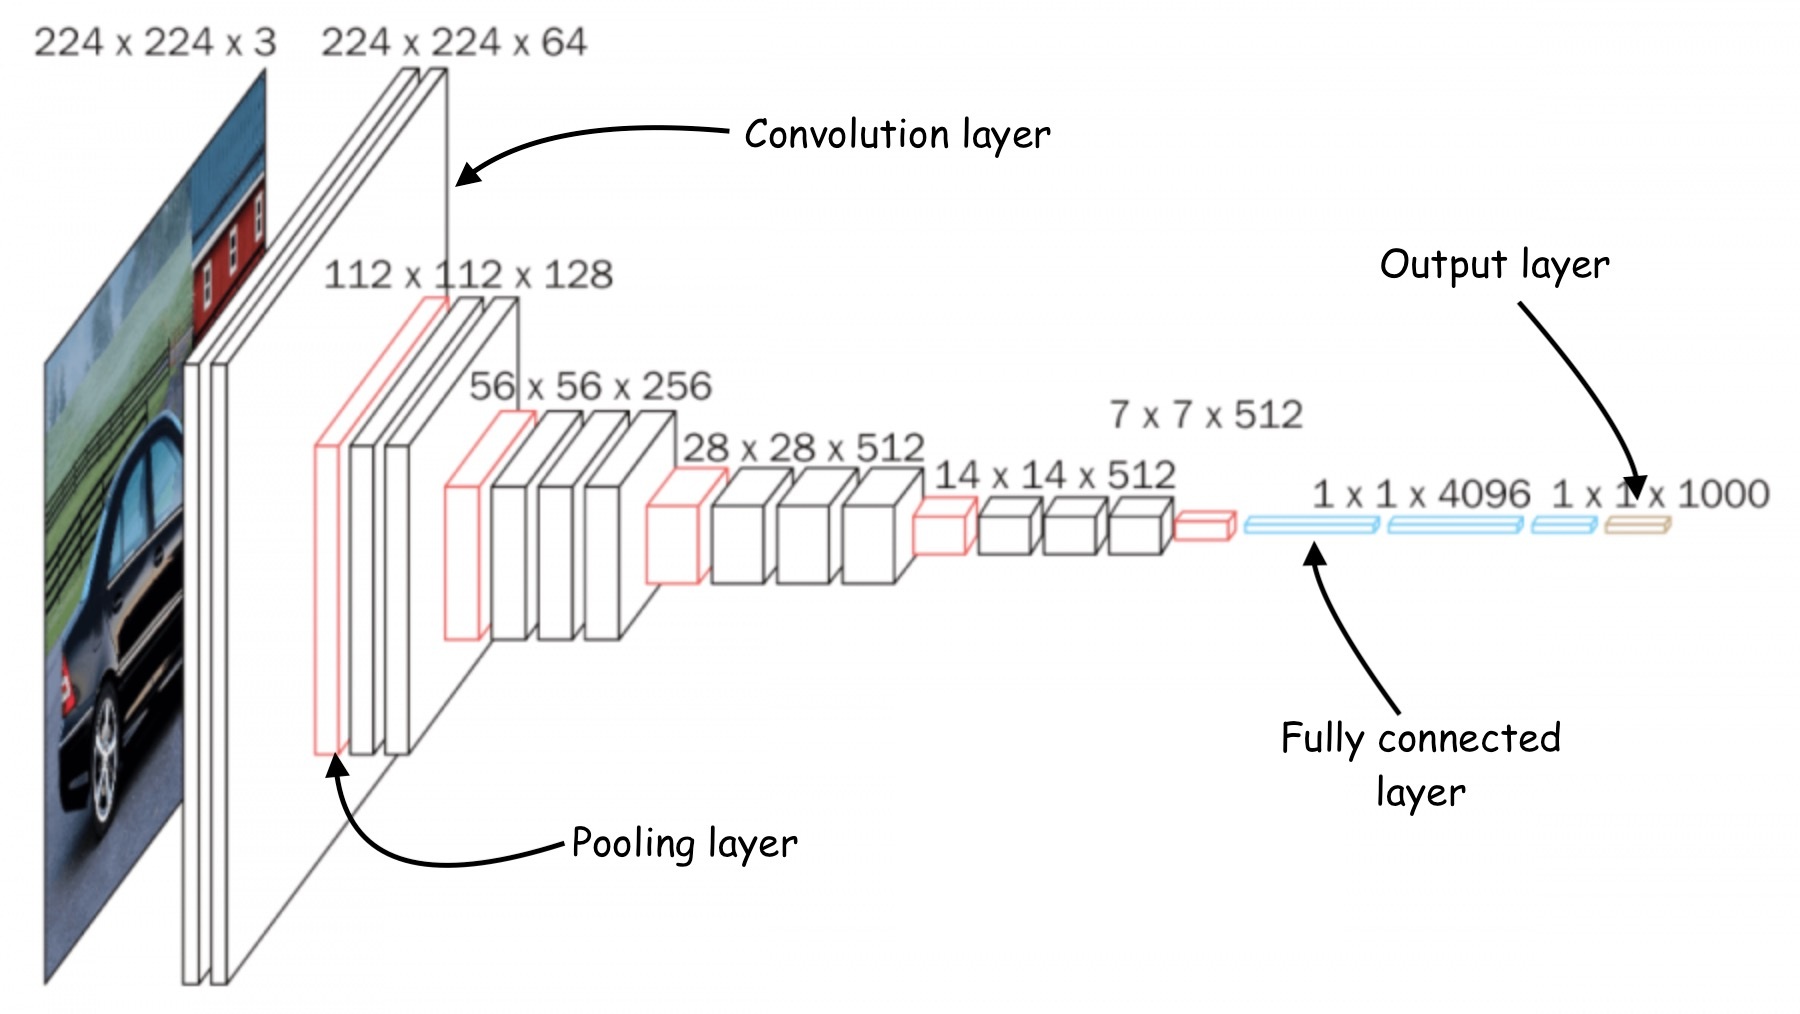 224 x 224 x 3
224 x 224 x 64
Convolution layer
112 x 112 x 128
Output layer
56 x 56 x 256
7 x 7 x 512
28 x 28 x 512
14 x 14 x 512
1 x 1 x 4096
1 x 1 x 1000
Fully connected
layer
Pooling layer